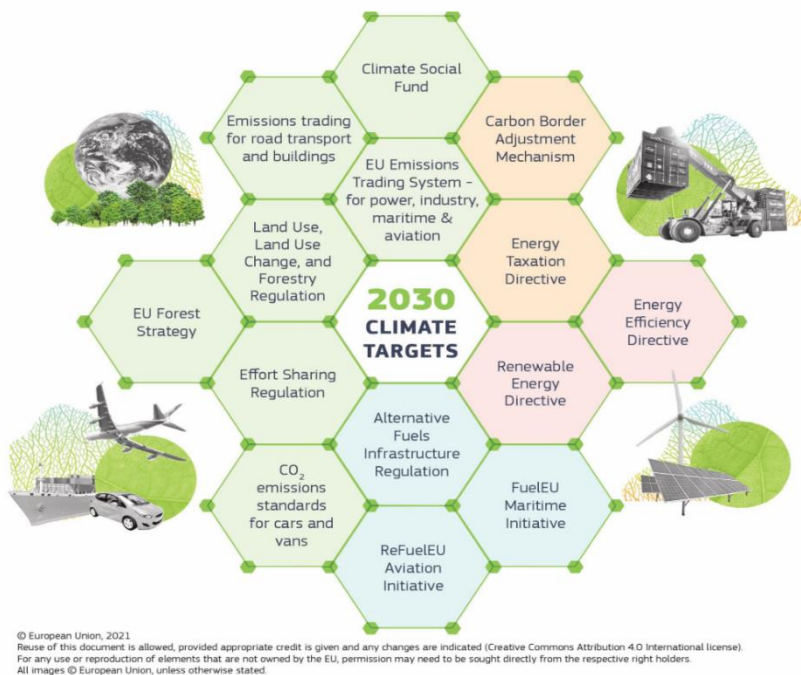 Climate Social
Fund
Emissions trading
for road transport
and buildings
Carbon Border
Adjustment
Mechanism
EU Emissions
Trading System –
for power, industry,
maritime &
aviation
Land Use,
Land Use
Change, and
Forestry
Regulation
Energy
Taxation
Directive
EU Forest
Strategy
2030
CLIMATE
TARGETS
Energy
Efficiency
Directive
Effort Sharing
Regulation
Renewable
Energy
Directive
Alternative
Fuels
Infrastructure
Regulation
CO₂
emissions
standards
for cars and
vans
FuelEU
Maritime
Initiative
ReFuelEU
Aviation
Initiative
© European Union, 2021
Reuse of this document is allowed, provided appropriate credit is given and any changes are indicated (Creative Commons Attribution 4.0 International license).
For any use or reproduction of elements that are not owned by the EU, permission may need to be sought directly from the respective right holders.
All images © European Union, unless otherwise stated.